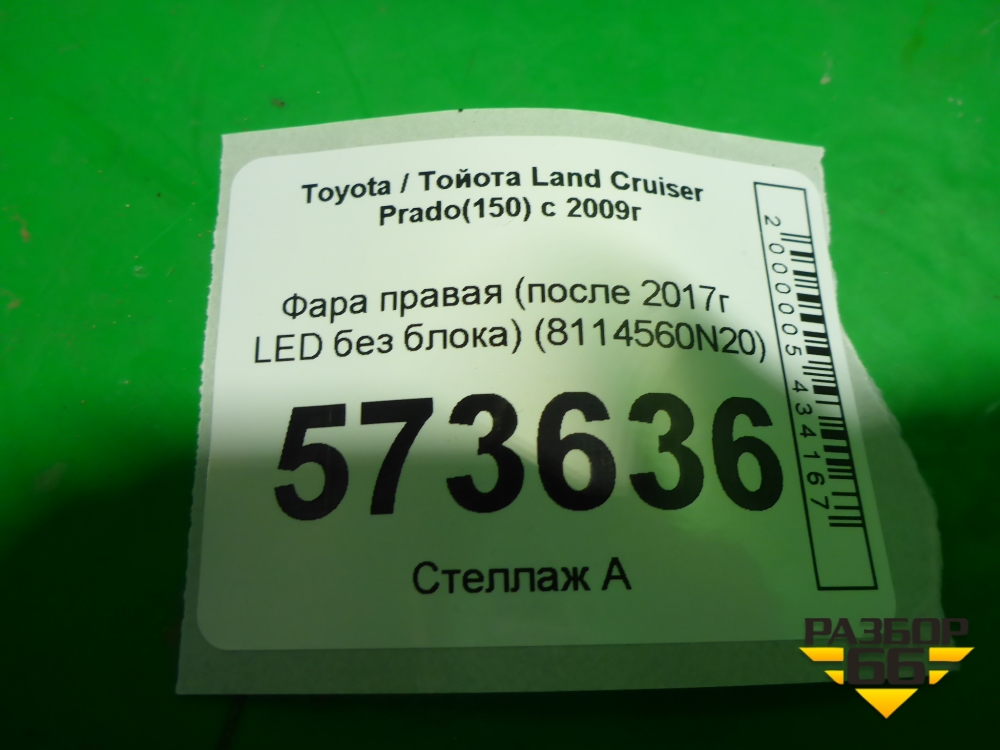 Toyota / Тойота Land Cruiser
Prado(150) с 2009г
Фара правая (после 2017г
LED без блока) (8114560N20)
573636
Стеллаж А
2000005434167
РАЗБОР
66